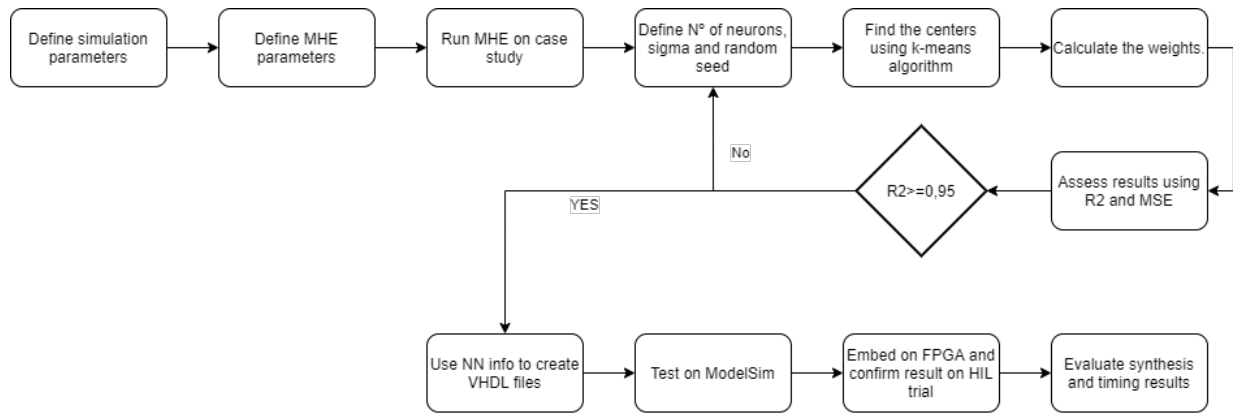 Define simulation
parameters
Define MHE
parameters
Run MHE on case
study
Define Nº of neurons,
sigma and random
seed
Find the centers
using k-means
algorithm
Calculate the weights.
No
Assess results using
R2 and MSE
R2>=0,95
YES
Use NN info to create
VHDL files
Test on ModelSim
Embed on FPGA and
confirm result on HIL
trial
Evaluate synthesis
and timing results